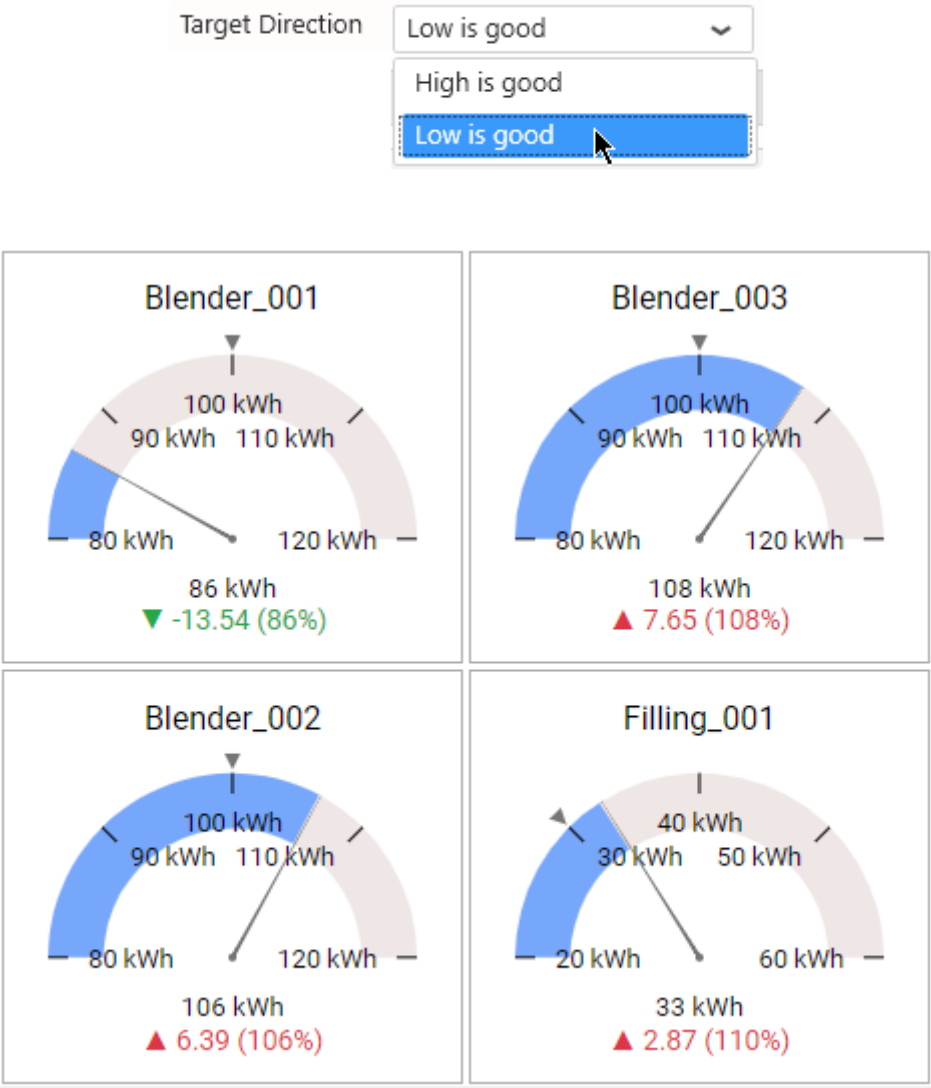 Target Direction
Low is good
High is good
Low is good
Blender_001
100 kWh
90 kWh 110 kWh
80 kWh 120 kWh
86 kWh
▼ -13.54 (86%)
Blender_003
100 kWh
90 kWh 110 kWh
80 kWh 120 kWh
108 kWh
▲ 7.65 (108%)
Blender_002
100 kWh
90 kWh 110 kWh
80 kWh 120 kWh
106 kWh
▲ 6.39 (106%)
Filling_001
40 kWh
30 kWh 50 kWh
20 kWh 60 kWh
33 kWh
▲ 2.87 (110%)